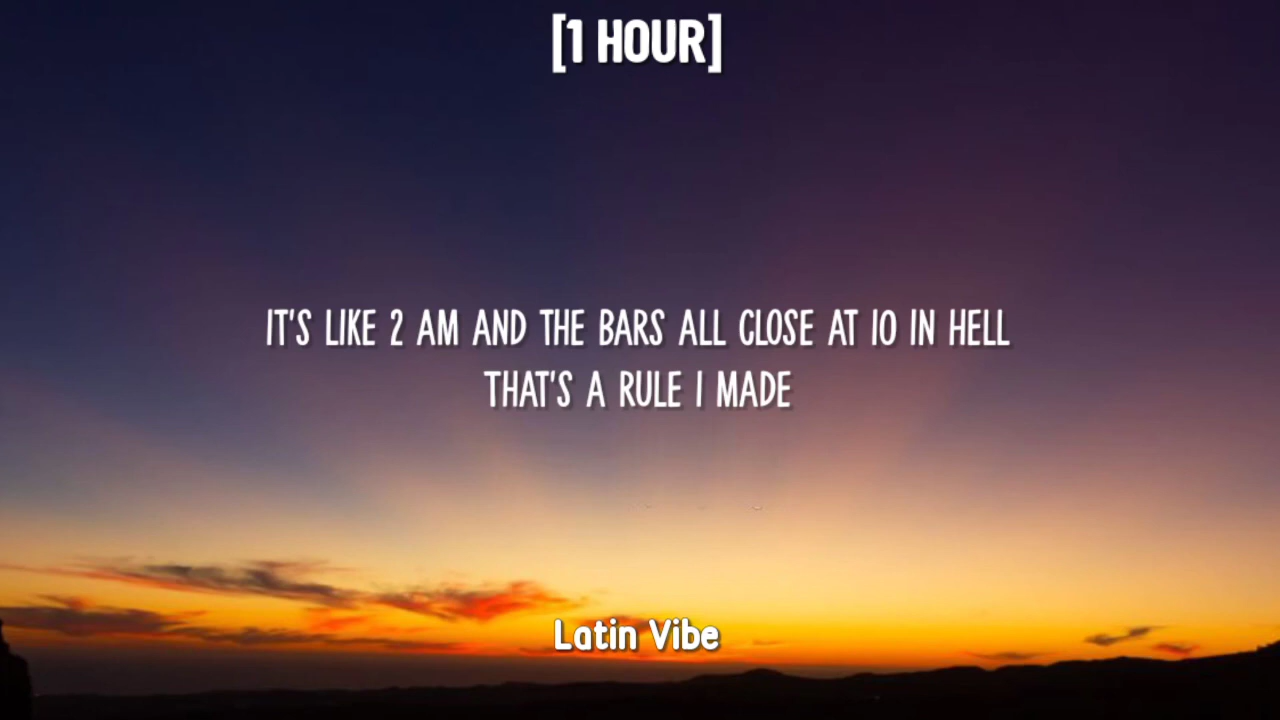 [1 HOUR]
IT'S LIKE 2 AM AND THE BARS ALL CLOSE AT 10 IN HELL
THAT'S A RULE I MADE
Latin Vibe